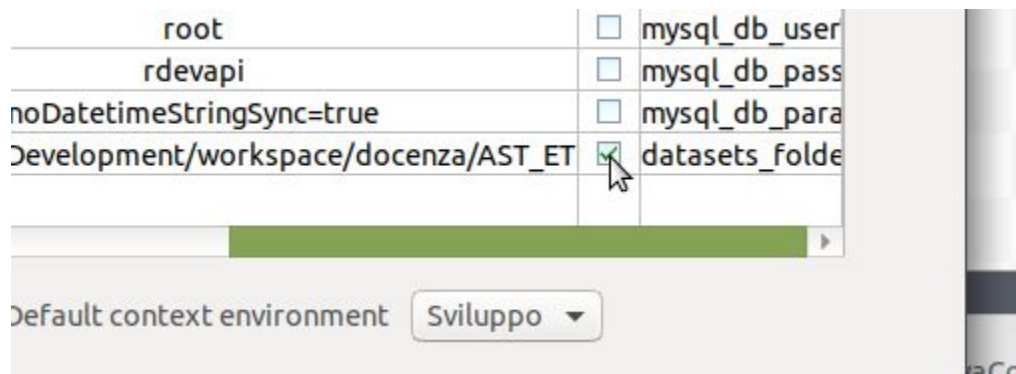 root mysql_db_user
rdevapi mysql_db_pass
noDatetimeStringSync=true mysql_db_para
Development/workspace/docenza/AST_ET datasets_folde
Default context environment Sviluppo